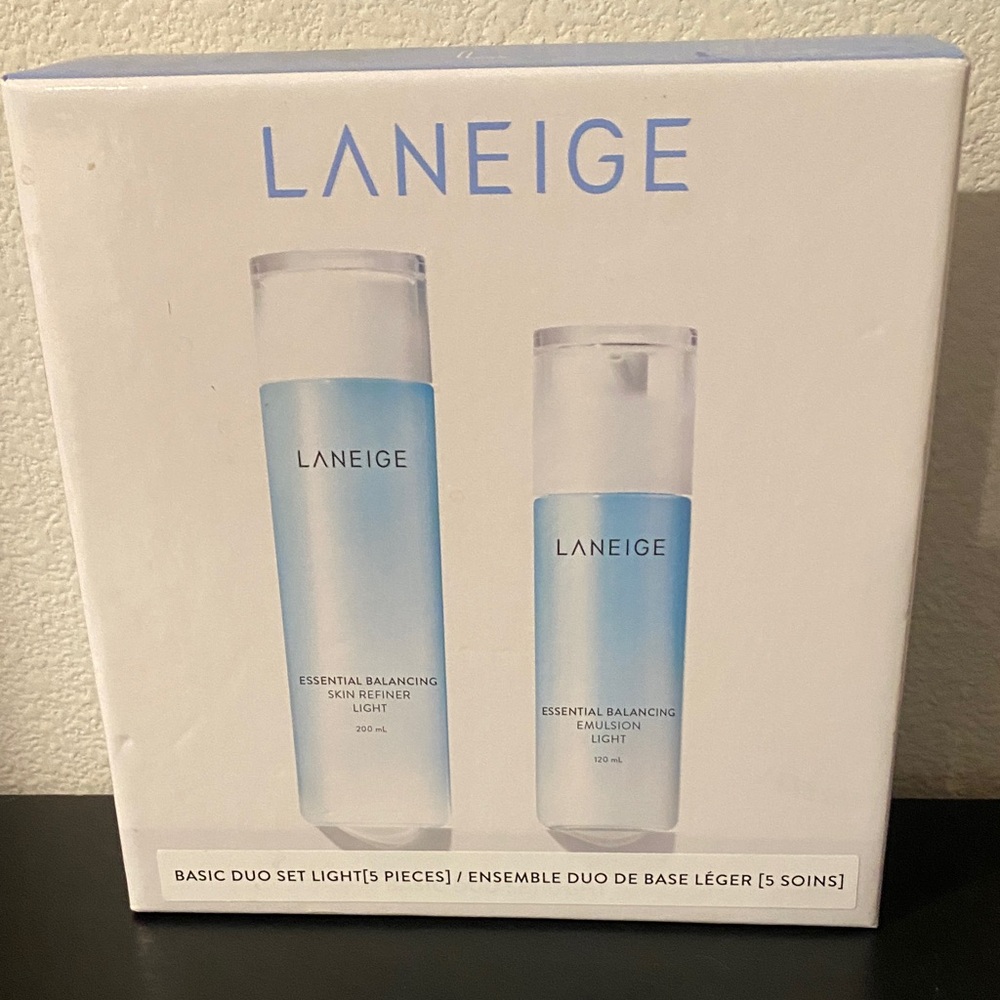 LANEIGE
LANEIGE
ESSENTIAL BALANCING
SKIN REFINER
LIGHT
200 mL
LANEIGE
ESSENTIAL BALANCING
EMULSION
LIGHT
120 mL
BASIC DUO SET LIGHT[5 PIECES] / ENSEMBLE DUO DE BASE LÉGER [5 SOINS]